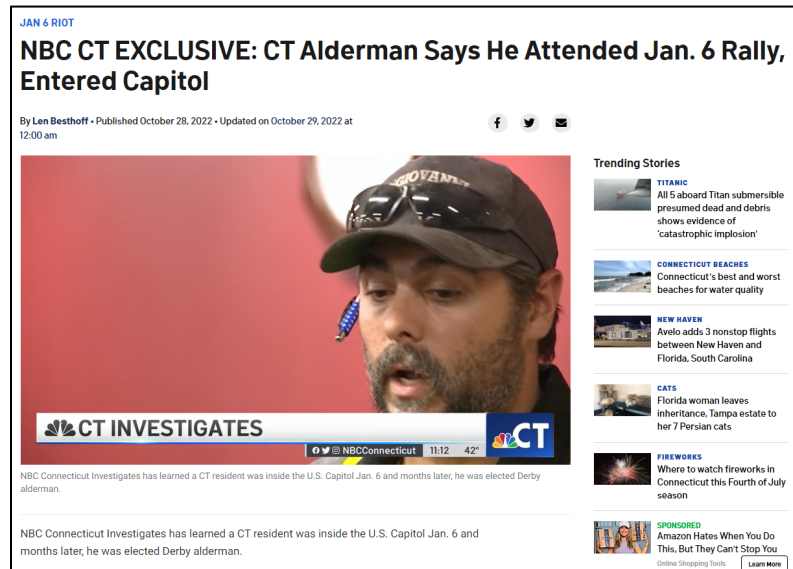 JAN 6 RIOT
NBC CT EXCLUSIVE: CT Alderman Says He Attended Jan. 6 Rally,
Entered Capitol
By Len Besthoff • Published October 28, 2022 • Updated on October 29, 2022 at
12:00 am
GIOVANNI
CT INVESTIGATES
CT
NBCConnecticut 11:12 42°
NBC Connecticut Investigates has learned a CT resident was inside the U.S. Capitol Jan. 6 and months later, he was elected Derby
alderman.
NBC Connecticut Investigates has learned a CT resident was inside the U.S. Capitol Jan. 6 and
months later, he was elected Derby alderman.
Trending Stories
TITANIC
All 5 aboard Titan submersible
presumed dead and debris
shows evidence of
'catastrophic implosion'
CONNECTICUT BEACHES
Connecticut's best and worst
beaches for water quality
NEW HAVEN
Avelo adds 3 nonstop flights
between New Haven and
Florida, South Carolina
CATS
Florida woman leaves
inheritance, Tampa estate to
her 7 Persian cats
FIREWORKS
Where to watch fireworks in
Connecticut this Fourth of July
season
SPONSORED
Amazon Hates When You Do
This, But They Can't Stop You
Online Shopping Tools
Learn More